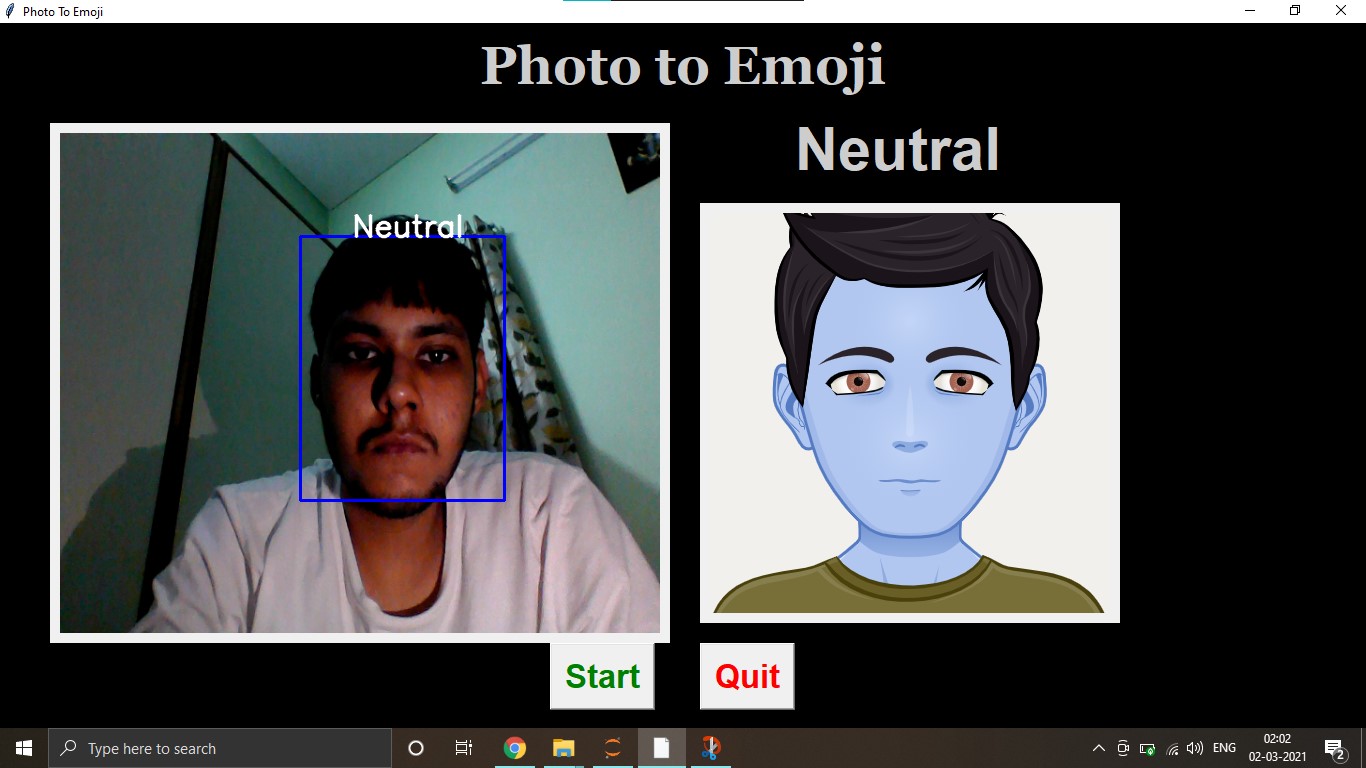 Photo To Emoji
Photo to Emoji
Neutral
Neutral
Start
Quit
Type here to search
ENG
02:02
02-03-2021
2